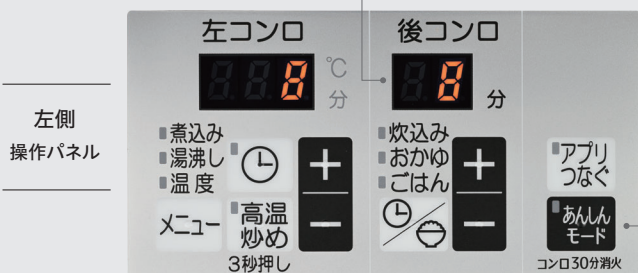 左側
操作パネル
左コンロ
8
℃
分
煮込み
湯沸し
温度
メニュー
高温
炒め
3秒押し
+
−
後コンロ
8
分
炊込み
おかゆ
ごはん
+
−
アプリ
つなぐ
あんしん
モード
コンロ30分消火